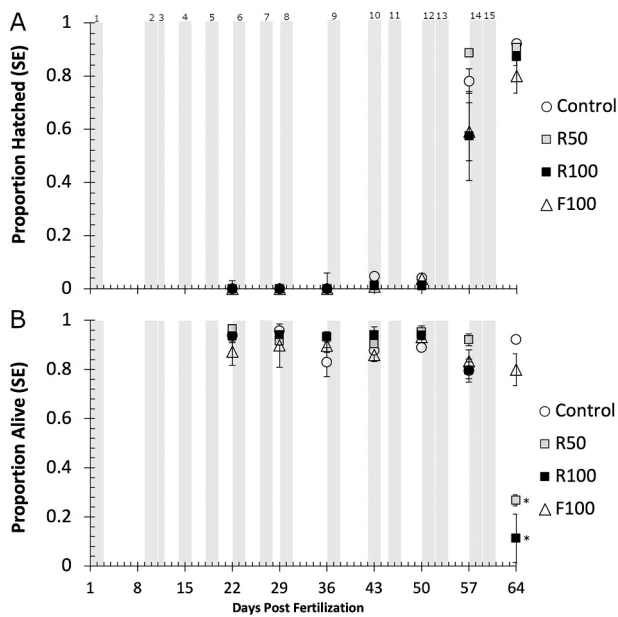 A
1 2 3 4 5 6 7 8 9 10 11 12 13 14 15
Proportion Hatched (SE)
1
0.8
0.6
0.4
0.2
0
Control
R50
R100
F100
B
Proportion Alive (SE)
1
0.8
0.6
0.4
0.2
0
*
*
Control
R50
R100
F100
1 8 15 22 29 36 43 50 57 64
Days Post Fertilization